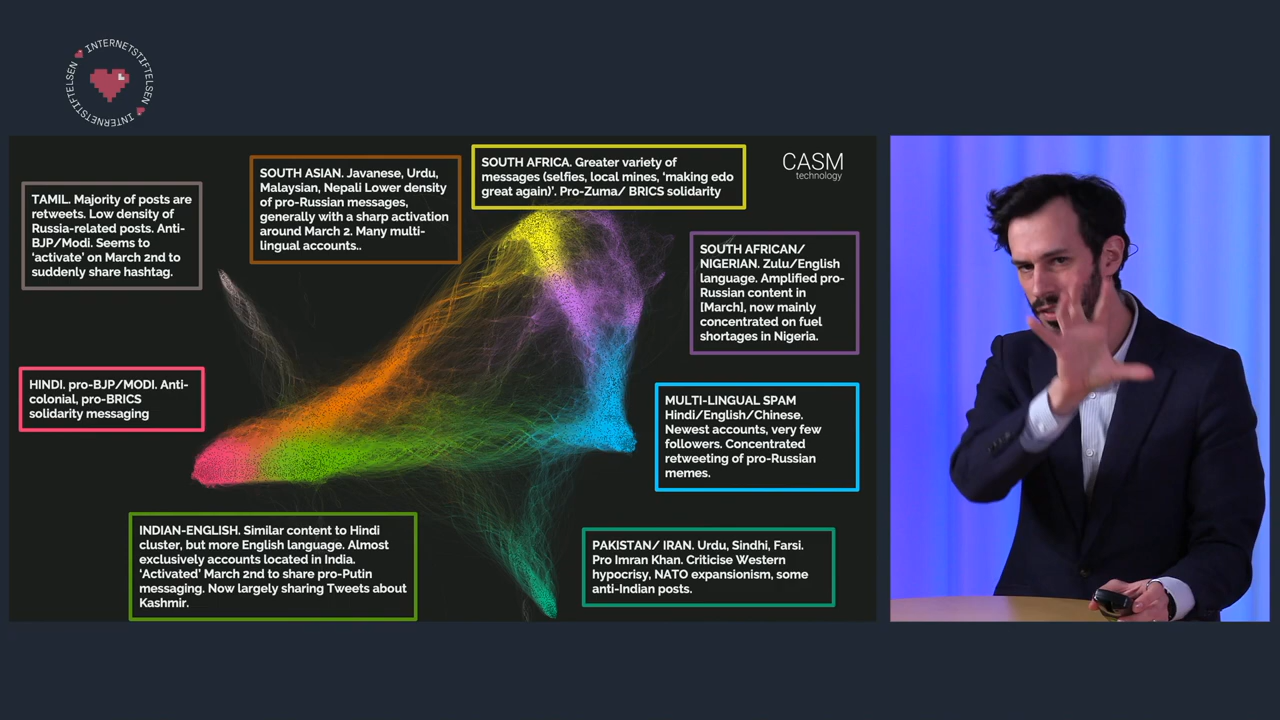 INTERNETSTIFTELSEN
INTERNETSTIFTELSEN
CASM
technology
TAMIL. Majority of posts are
retweets. Low density of
Russia-related posts. Anti-
BJP/Modi. Seems to
‘activate’ on March 2nd to
suddenly share hashtag.
SOUTH ASIAN. Javanese, Urdu,
Malaysian, Nepali Lower density
of pro-Russian messages,
generally with a sharp activation
around March 2. Many multi-
lingual accounts..
SOUTH AFRICA. Greater variety of
messages (selfies, local mines, ‘making edo
great again)’. Pro-Zuma/ BRICS solidarity
SOUTH AFRICAN/
NIGERIAN. Zulu/English
language. Amplified pro-
Russian content in
[March], now mainly
concentrated on fuel
shortages in Nigeria.
HINDI. pro-BJP/MODI. Anti-
colonial, pro-BRICS
solidarity messaging
MULTI-LINGUAL SPAM
Hindi/English/Chinese.
Newest accounts, very few
followers. Concentrated
retweeting of pro-Russian
memes.
INDIAN-ENGLISH. Similar content to Hindi
cluster, but more English language. Almost
exclusively accounts located in India.
‘Activated’ March 2nd to share pro-Putin
messaging. Now largely sharing Tweets about
Kashmir.
PAKISTAN/ IRAN. Urdu, Sindhi, Farsi.
Pro Imran Khan. Criticise Western
hypocrisy, NATO expansionism, some
anti-Indian posts.